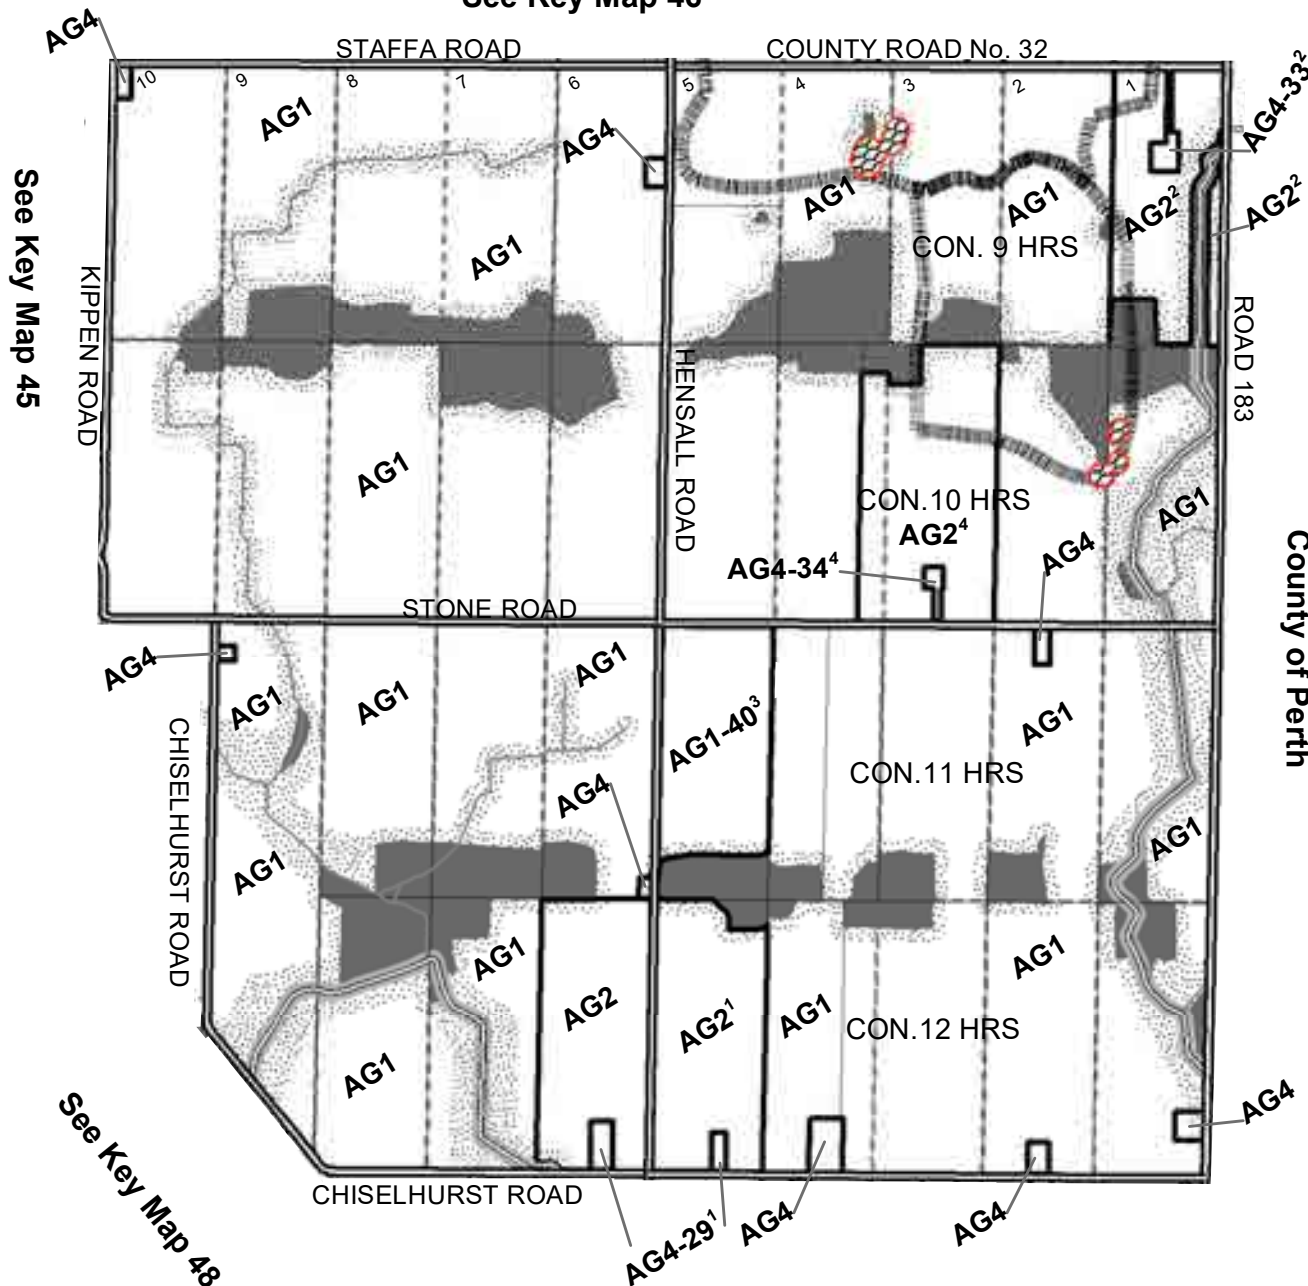 AG4
STAFFA ROAD
COUNTY ROAD No. 32
10
9
8
7
6
5
4
3
2
1
AG4-33²
AG1
AG4
AG1
AG1
AG2²
AG2²
AG1
CON. 9 HRS
See Key Map 45
KIPPEN ROAD
HENSALL ROAD
ROAD 183
AG1
CON.10 HRS
AG2⁴
AG1
AG4-34⁴
AG4
STONE ROAD
County of Perth
AG4
AG1
AG1
AG1
AG1-40³
AG1
CHISELHURST ROAD
CON.11 HRS
AG4
AG1
AG1
AG1
AG2
AG2¹
AG1
CON.12 HRS
AG1
AG1
See Key Map 48
CHISELHURST ROAD
AG4-29¹
AG4
AG4
AG4